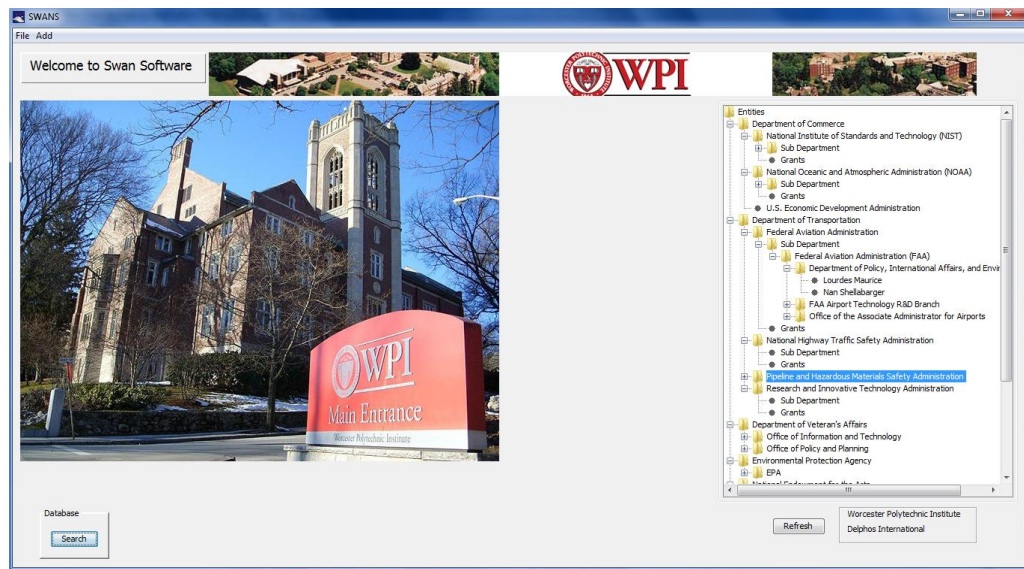 SWANS
File Add
Welcome to Swan Software
WPI
Entities
Department of Commerce
National Institute of Standards and Technology (NIST)
Sub Department
Grants
National Oceanic and Atmospheric Administration (NOAA)
Sub Department
Grants
U.S. Economic Development Administration
Department of Transportation
Federal Aviation Administration
Sub Department
Federal Aviation Administration (FAA)
Department of Policy, International Affairs, and Envir
Lourdes Maurice
Nan Shellabarger
FAA Airport Technology R&D Branch
Office of the Associate Administrator for Airports
Grants
National Highway Traffic Safety Administration
Sub Department
Grants
Pipeline and Hazardous Materials Safety Administration
Research and Innovative Technology Administration
Sub Department
Grants
Department of Veteran's Affairs
Office of Information and Technology
Office of Policy and Planning
Environmental Protection Agency
EPA
National Endowment for the Arts
WPI
Main Entrance
Worcester Polytechnic Institute
Database
Search
Refresh
Worcester Polytechnic Institute
Delphos International